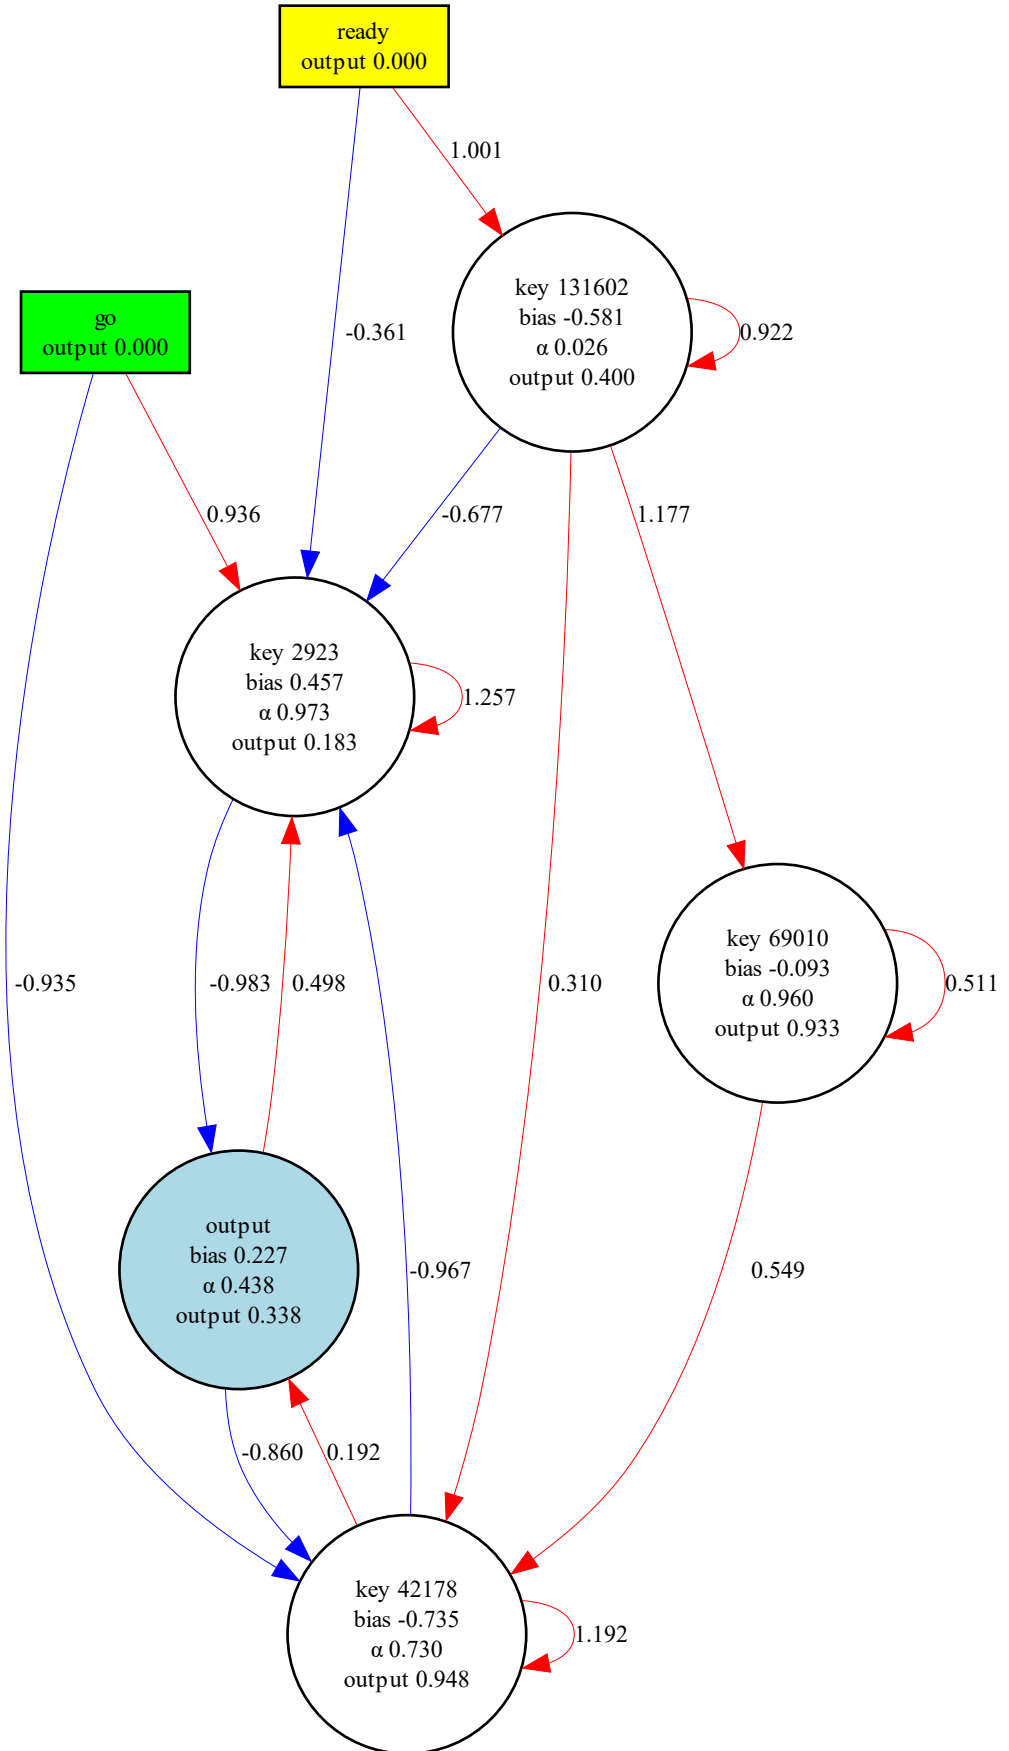 ready
output 0.000
1.001
key 131602
bias -0.581
α 0.026
output 0.400
0.922
go
output 0.000
-0.361
0.936
-0.677
1.177
key 2923
bias 0.457
α 0.973
output 0.183
1.257
key 69010
bias -0.093
α 0.960
output 0.933
0.511
-0.935
-0.983
0.498
0.310
output
bias 0.227
α 0.438
output 0.338
-0.967
0.549
-0.860
0.192
key 42178
bias -0.735
α 0.730
output 0.948
1.192